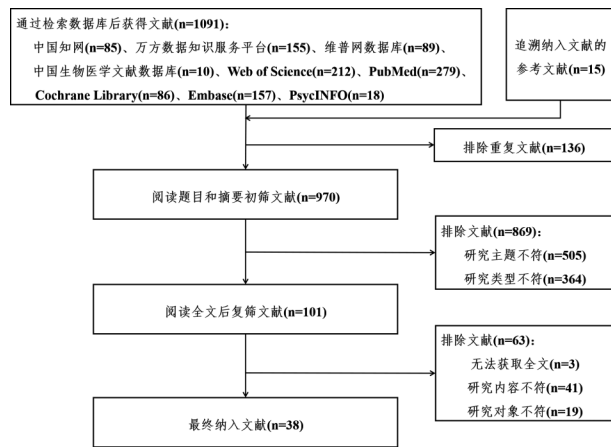 通过检索数据库后获得文献(n=1091)：
中国知网(n=85)、万方数据知识服务平台(n=155)、维普网数据库(n=89)、
中国生物医学文献数据库(n=10)、Web of Science(n=212)、PubMed(n=279)、
Cochrane Library(n=86)、Embase(n=157)、PsycINFO(n=18)
追溯纳入文献的
参考文献(n=15)
排除重复文献(n=136)
阅读题目和摘要初筛文献(n=970)
排除文献(n=869)：
研究主题不符(n=505)
研究类型不符(n=364)
阅读全文后复筛文献(n=101)
排除文献(n=63)：
无法获取全文(n=3)
研究内容不符(n=41)
研究对象不符(n=19)
最终纳入文献(n=38)